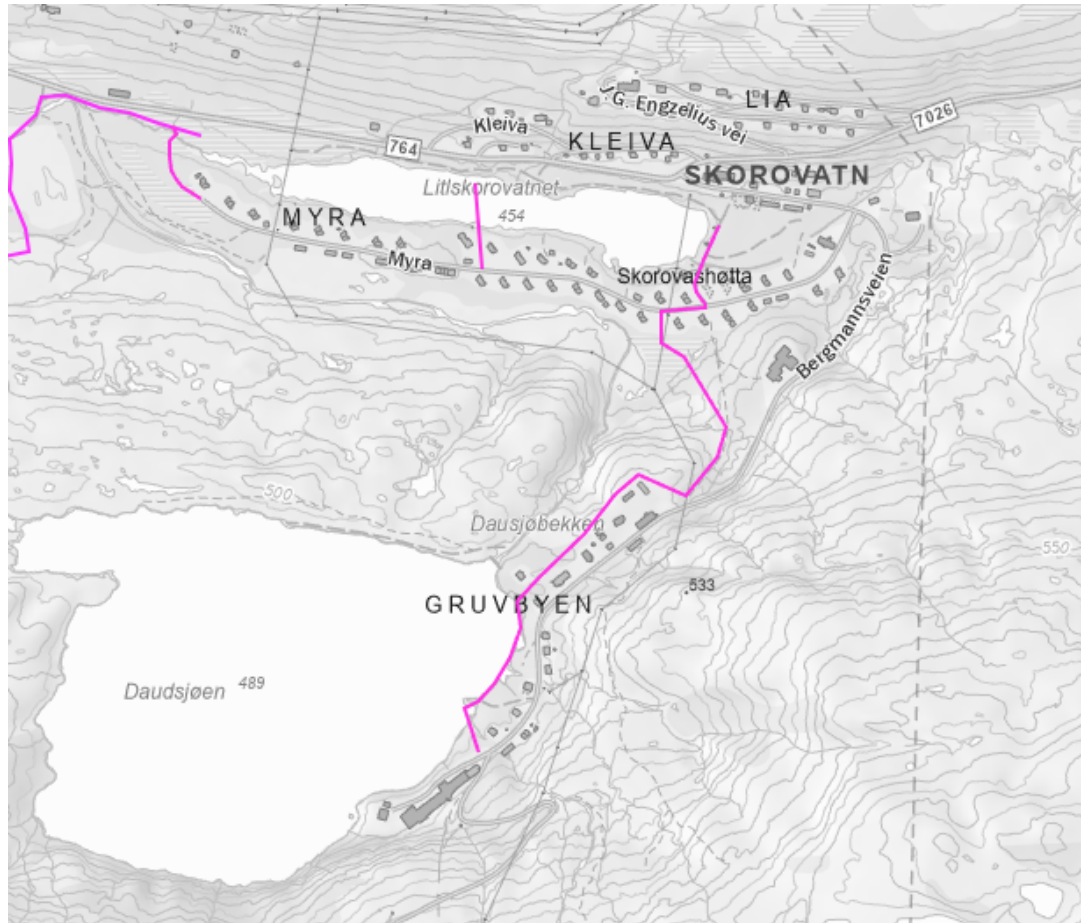 LIA
J. G. Engzelius vei
7026
Kleiva
764
KLEIVA
SKOROVATN
Litlskorovatnet
454
MYRA
Myra
Skorovashøtta
Bergmannsveien
500
Dausjøbekken
550
533
GRUVBYEN
Daudsjøen
489